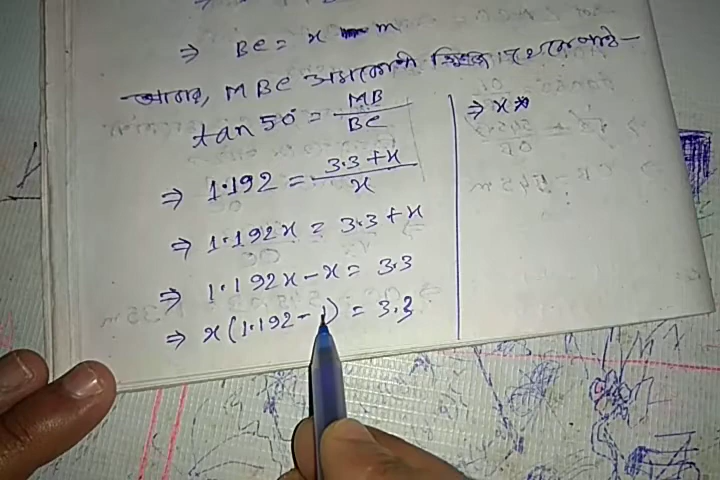 ⇒ BC = x m
আবার, MBC সমকোণী ত্রিভুজ থেকে পাই-
tan 50° = MB/BC
⇒ 1.192 = 3.3+x/x
⇒ 1.192x = 3.3+x
⇒ 1.192x-x = 3.3
⇒ x(1.192-1) = 3.3
⇒ x